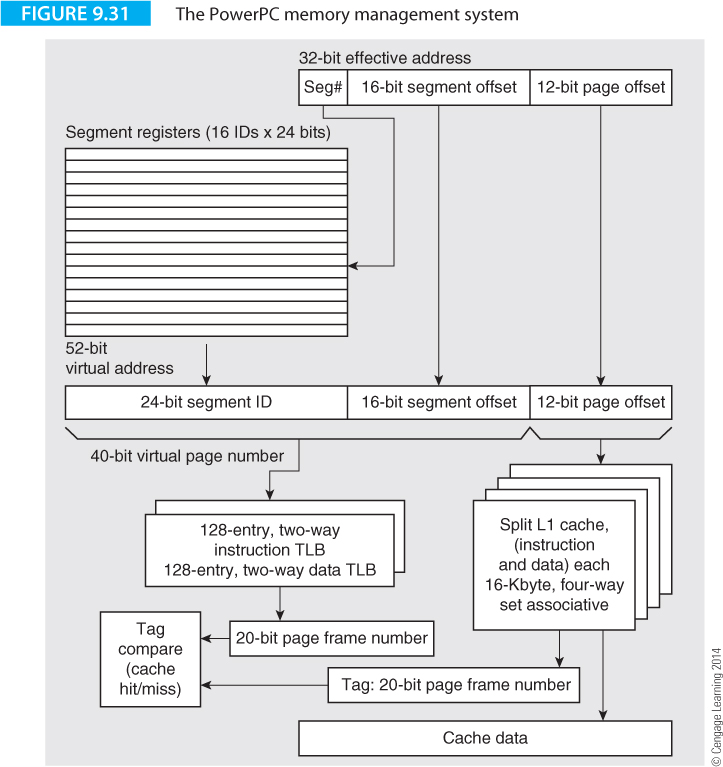 FIGURE 9.31 The PowerPC memory management system
32-bit effective address
Seg# 16-bit segment offset 12-bit page offset
Segment registers (16 IDs x 24 bits)
52-bit
virtual address
24-bit segment ID 16-bit segment offset 12-bit page offset
40-bit virtual page number
128-entry, two-way
instruction TLB
128-entry, two-way data TLB
Split L1 cache,
(instruction
and data) each
16-Kbyte, four-way
set associative
Tag
compare
(cache
hit/miss)
20-bit page frame number
Tag: 20-bit page frame number
Cache data
© Cengage Learning 2014